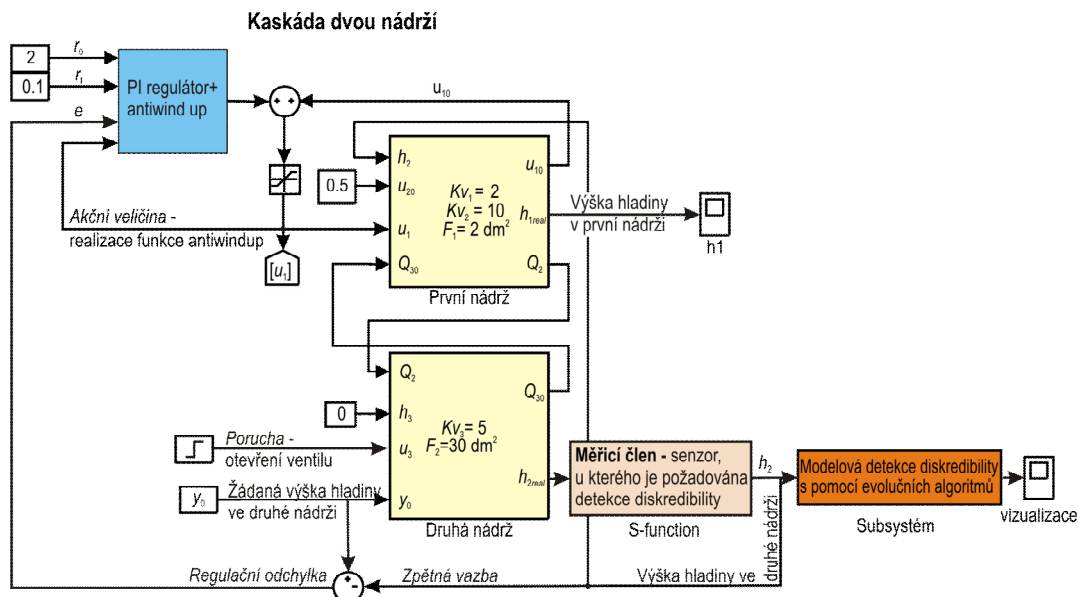 Kaskáda dvou nádrží
2
r0
0.1
r1
e
PI regulátor+
antiwind up
+ +
u10
Akční veličina -
realizace funkce antiwindup
[u1]
0.5
h2
u20
u1
Q30
Kv1= 2
Kv2= 10
F1= 2 dm2
u10
h1real
Q2
První nádrž
Výška hladiny
v první nádrži
h1
0
Porucha -
otevření ventilu
y0
Žádaná výška hladiny
ve druhé nádrži
Q2
h3
u3
y0
Kv3= 5
F2=30 dm2
Q30
h2real
Druhá nádrž
Měřicí člen - senzor,
u kterého je požadována
detekce diskredibility
S-function
h2
Modelová detekce diskredibility
s pomocí evolučních algoritmů
Subsystém
vizualizace
Regulační odchylka
+
-
Zpětná vazba
Výška hladiny ve
druhé nádrži